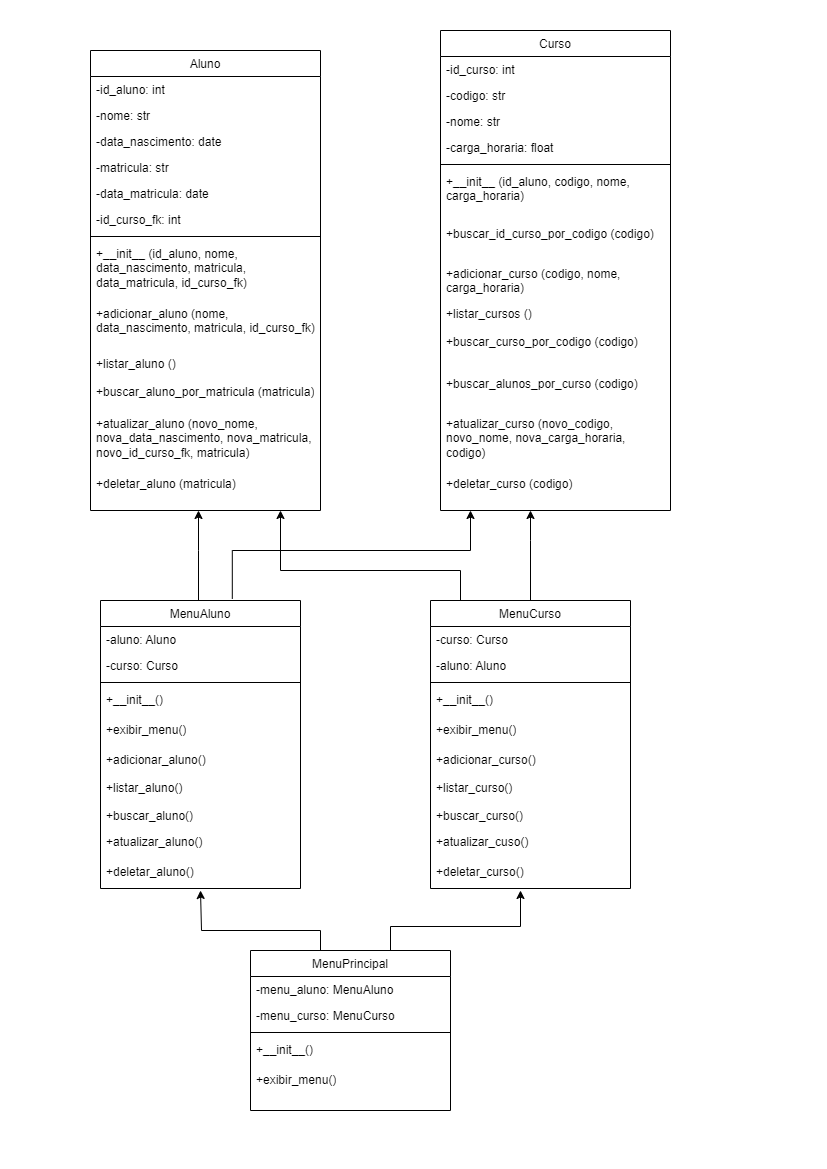 Aluno
-id_aluno: int
-nome: str
-data_nascimento: date
-matricula: str
-data_matricula: date
-id_curso_fk: int
+__init__ (id_aluno, nome,
data_nascimento, matricula,
data_matricula, id_curso_fk)
+adicionar_aluno (nome,
data_nascimento, matricula, id_curso_fk)
+listar_aluno ()
+buscar_aluno_por_matricula (matricula)
+atualizar_aluno (novo_nome,
nova_data_nascimento, nova_matricula,
novo_id_curso_fk, matricula)
+deletar_aluno (matricula)
Curso
-id_curso: int
-codigo: str
-nome: str
-carga_horaria: float
+__init__ (id_aluno, codigo, nome,
carga_horaria)
+buscar_id_curso_por_codigo (codigo)
+adicionar_curso (codigo, nome,
carga_horaria)
+listar_cursos ()
+buscar_curso_por_codigo (codigo)
+buscar_alunos_por_curso (codigo)
+atualizar_curso (novo_codigo,
novo_nome, nova_carga_horaria,
codigo)
+deletar_curso (codigo)
MenuAluno
-aluno: Aluno
-curso: Curso
+__init__()
+exibir_menu()
+adicionar_aluno()
+listar_aluno()
+buscar_aluno()
+atualizar_aluno()
+deletar_aluno()
MenuCurso
-curso: Curso
-aluno: Aluno
+__init__()
+exibir_menu()
+adicionar_curso()
+listar_curso()
+buscar_curso()
+atualizar_cuso()
+deletar_curso()
MenuPrincipal
-menu_aluno: MenuAluno
-menu_curso: MenuCurso
+__init__()
+exibir_menu()